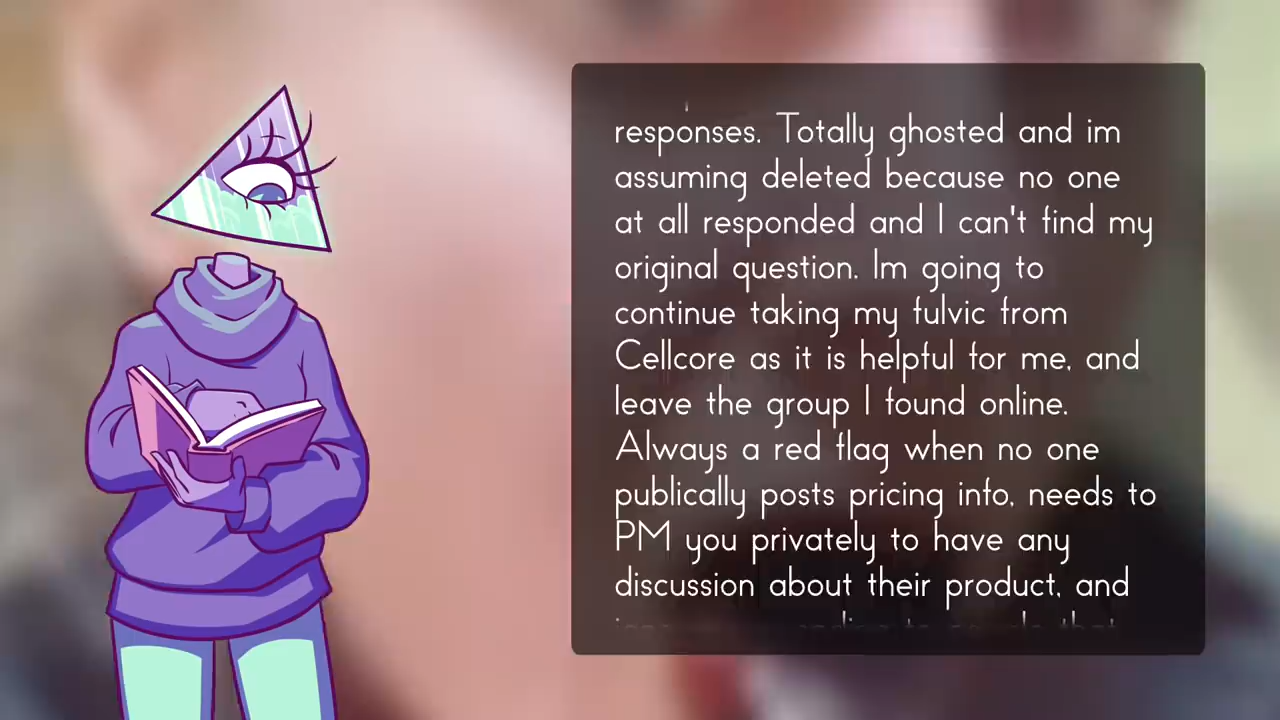 responses. Totally ghosted and im
assuming deleted because no one
at all responded and I can't find my
original question. Im going to
continue taking my fulvic from
Cellcore as it is helpful for me, and
leave the group I found online.
Always a red flag when no one
publically posts pricing info, needs to
PM you privately to have any
discussion about their product, and